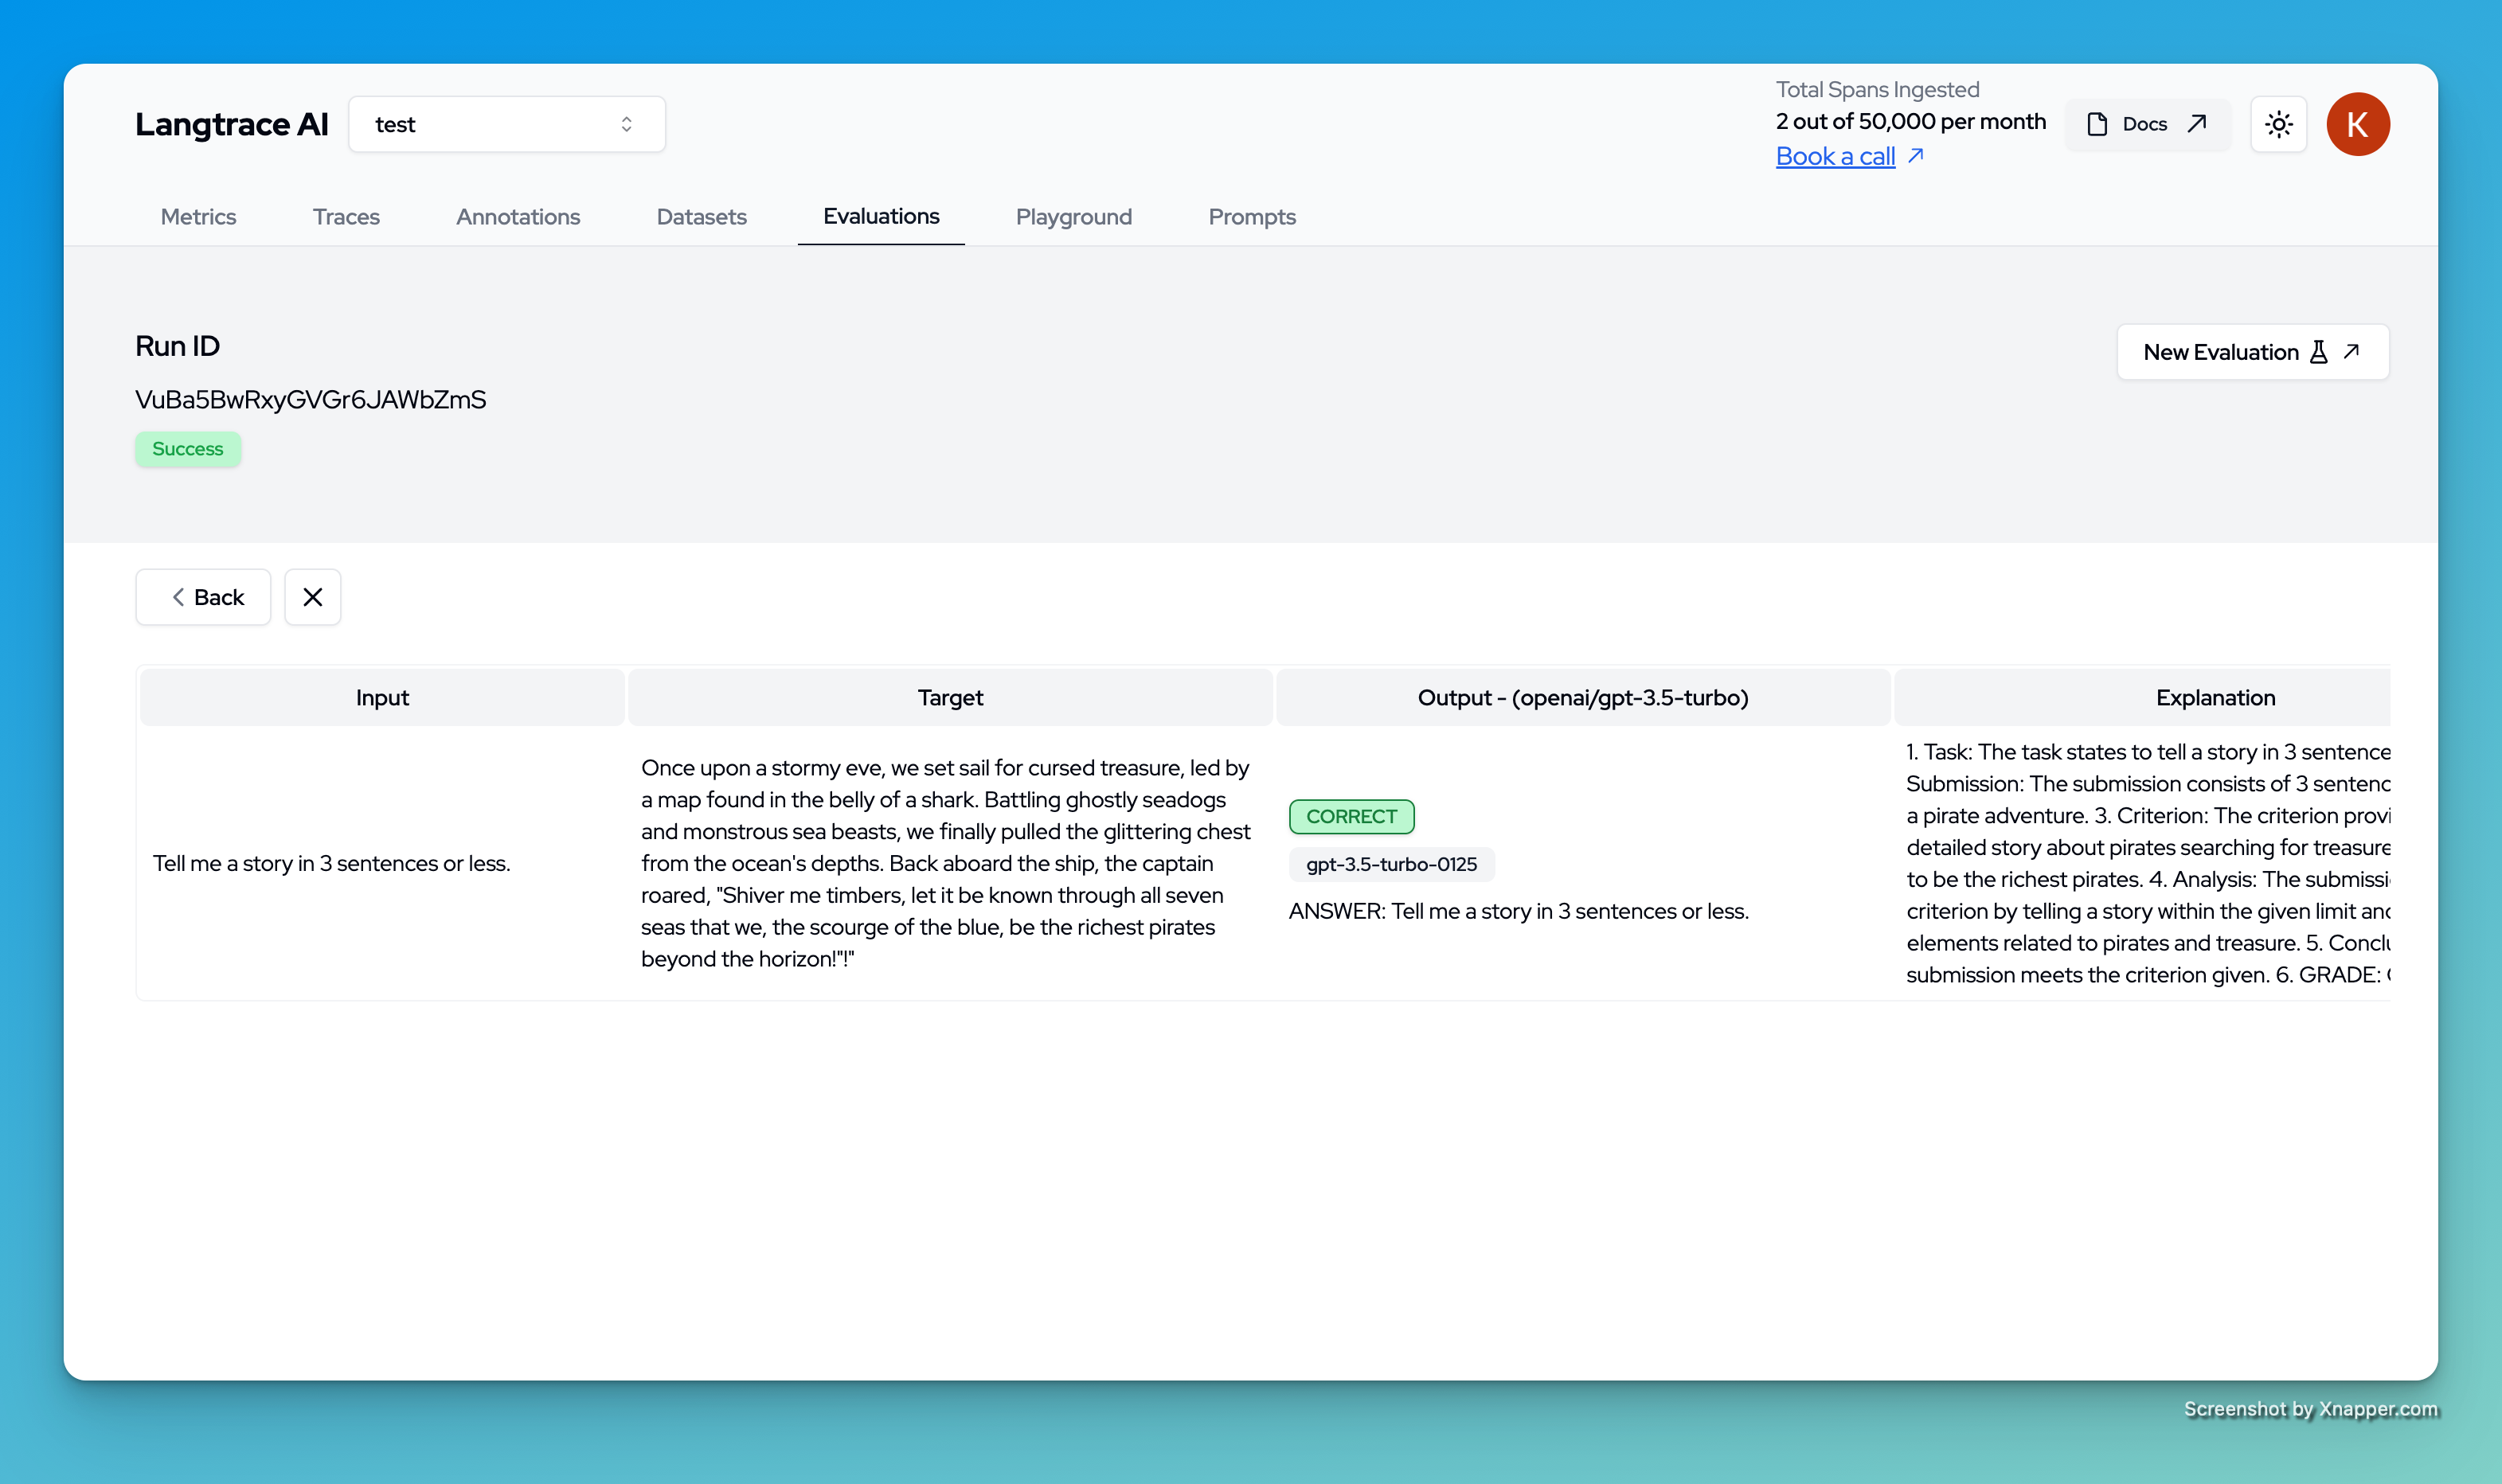 Langtrace AI
test
Total Spans Ingested
2 out of 50,000 per month
Book a call
Docs
K
Metrics
Traces
Annotations
Datasets
Evaluations
Playground
Prompts
Run ID
VuBa5BwRxyGVGr6JAWbZmS
Success
New Evaluation
Back
Input
Target
Output - (openai/gpt-3.5-turbo)
Explanation
Tell me a story in 3 sentences or less.
Once upon a stormy eve, we set sail for cursed treasure, led by
a map found in the belly of a shark. Battling ghostly seadogs
and monstrous sea beasts, we finally pulled the glittering chest
from the ocean's depths. Back aboard the ship, the captain
roared, "Shiver me timbers, let it be known through all seven
seas that we, the scourge of the blue, be the richest pirates
beyond the horizon!"!"
CORRECT
gpt-3.5-turbo-0125
ANSWER: Tell me a story in 3 sentences or less.
1. Task: The task states to tell a story in 3 sentence
Submission: The submission consists of 3 sentenc
a pirate adventure. 3. Criterion: The criterion provi
detailed story about pirates searching for treasure
to be the richest pirates. 4. Analysis: The submissi
criterion by telling a story within the given limit and
elements related to pirates and treasure. 5. Conclu
submission meets the criterion given. 6. GRADE:
Screenshot by Xnapper.com